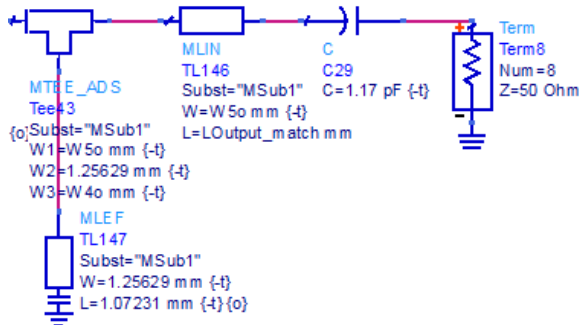 MTEE_ADS
Tee43
Subst="MSub1"
W1=W5o mm {-t}
W2=1.25629 mm {-t}
W3=W4o mm {-t}
{o}
MLIN
TL146
Subst="MSub1"
W=W5o mm {-t}
L=LOutput_match mm
C
C29
C=1.17 pF {-t}
+
Term
Term8
Num=8
Z=50 Ohm
-
MLEF
TL147
Subst="MSub1"
W=1.25629 mm {-t}
L=1.07231 mm {-t}{o}